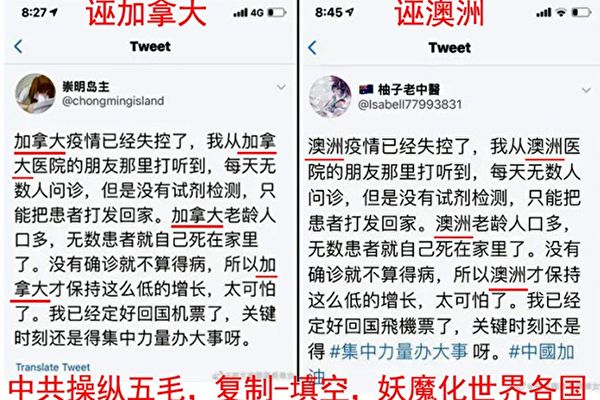 8:27
诬加拿大
4G
Tweet
崇明岛主
@chongmingisland
加拿大疫情已经失控了，我从加拿
大医院的朋友那里打听到，每天无
数人问诊，但是没有试剂检测，只
能把患者打发回家。加拿大老龄人
口多，无数患者就自己死在家里
了。没有确诊就不算得病，所以加
拿大才保持这么低的增长，太可怕
了。我已经定好回国机票了，关键
时刻还是得集中力量办大事呀。
Translate Tweet
8:45
诬澳洲
Tweet
柚子老中醫
@Isabell77993831
澳洲疫情已经失控了，我从澳洲医
院的朋友那里打听到，每天无数人
问诊，但是没有试剂检测，只能把
患者打发回家。澳洲老龄人口多，
无数患者就自己死在家里了。没有
确诊就不算得病，所以澳洲才保持
这么低的增长，太可怕了。我已经
定好回国飛機票了，关键时刻还是
得 #集中力量办大事 呀。#中國加
油
中共操纵五毛，复制-填空，妖魔化世界各国